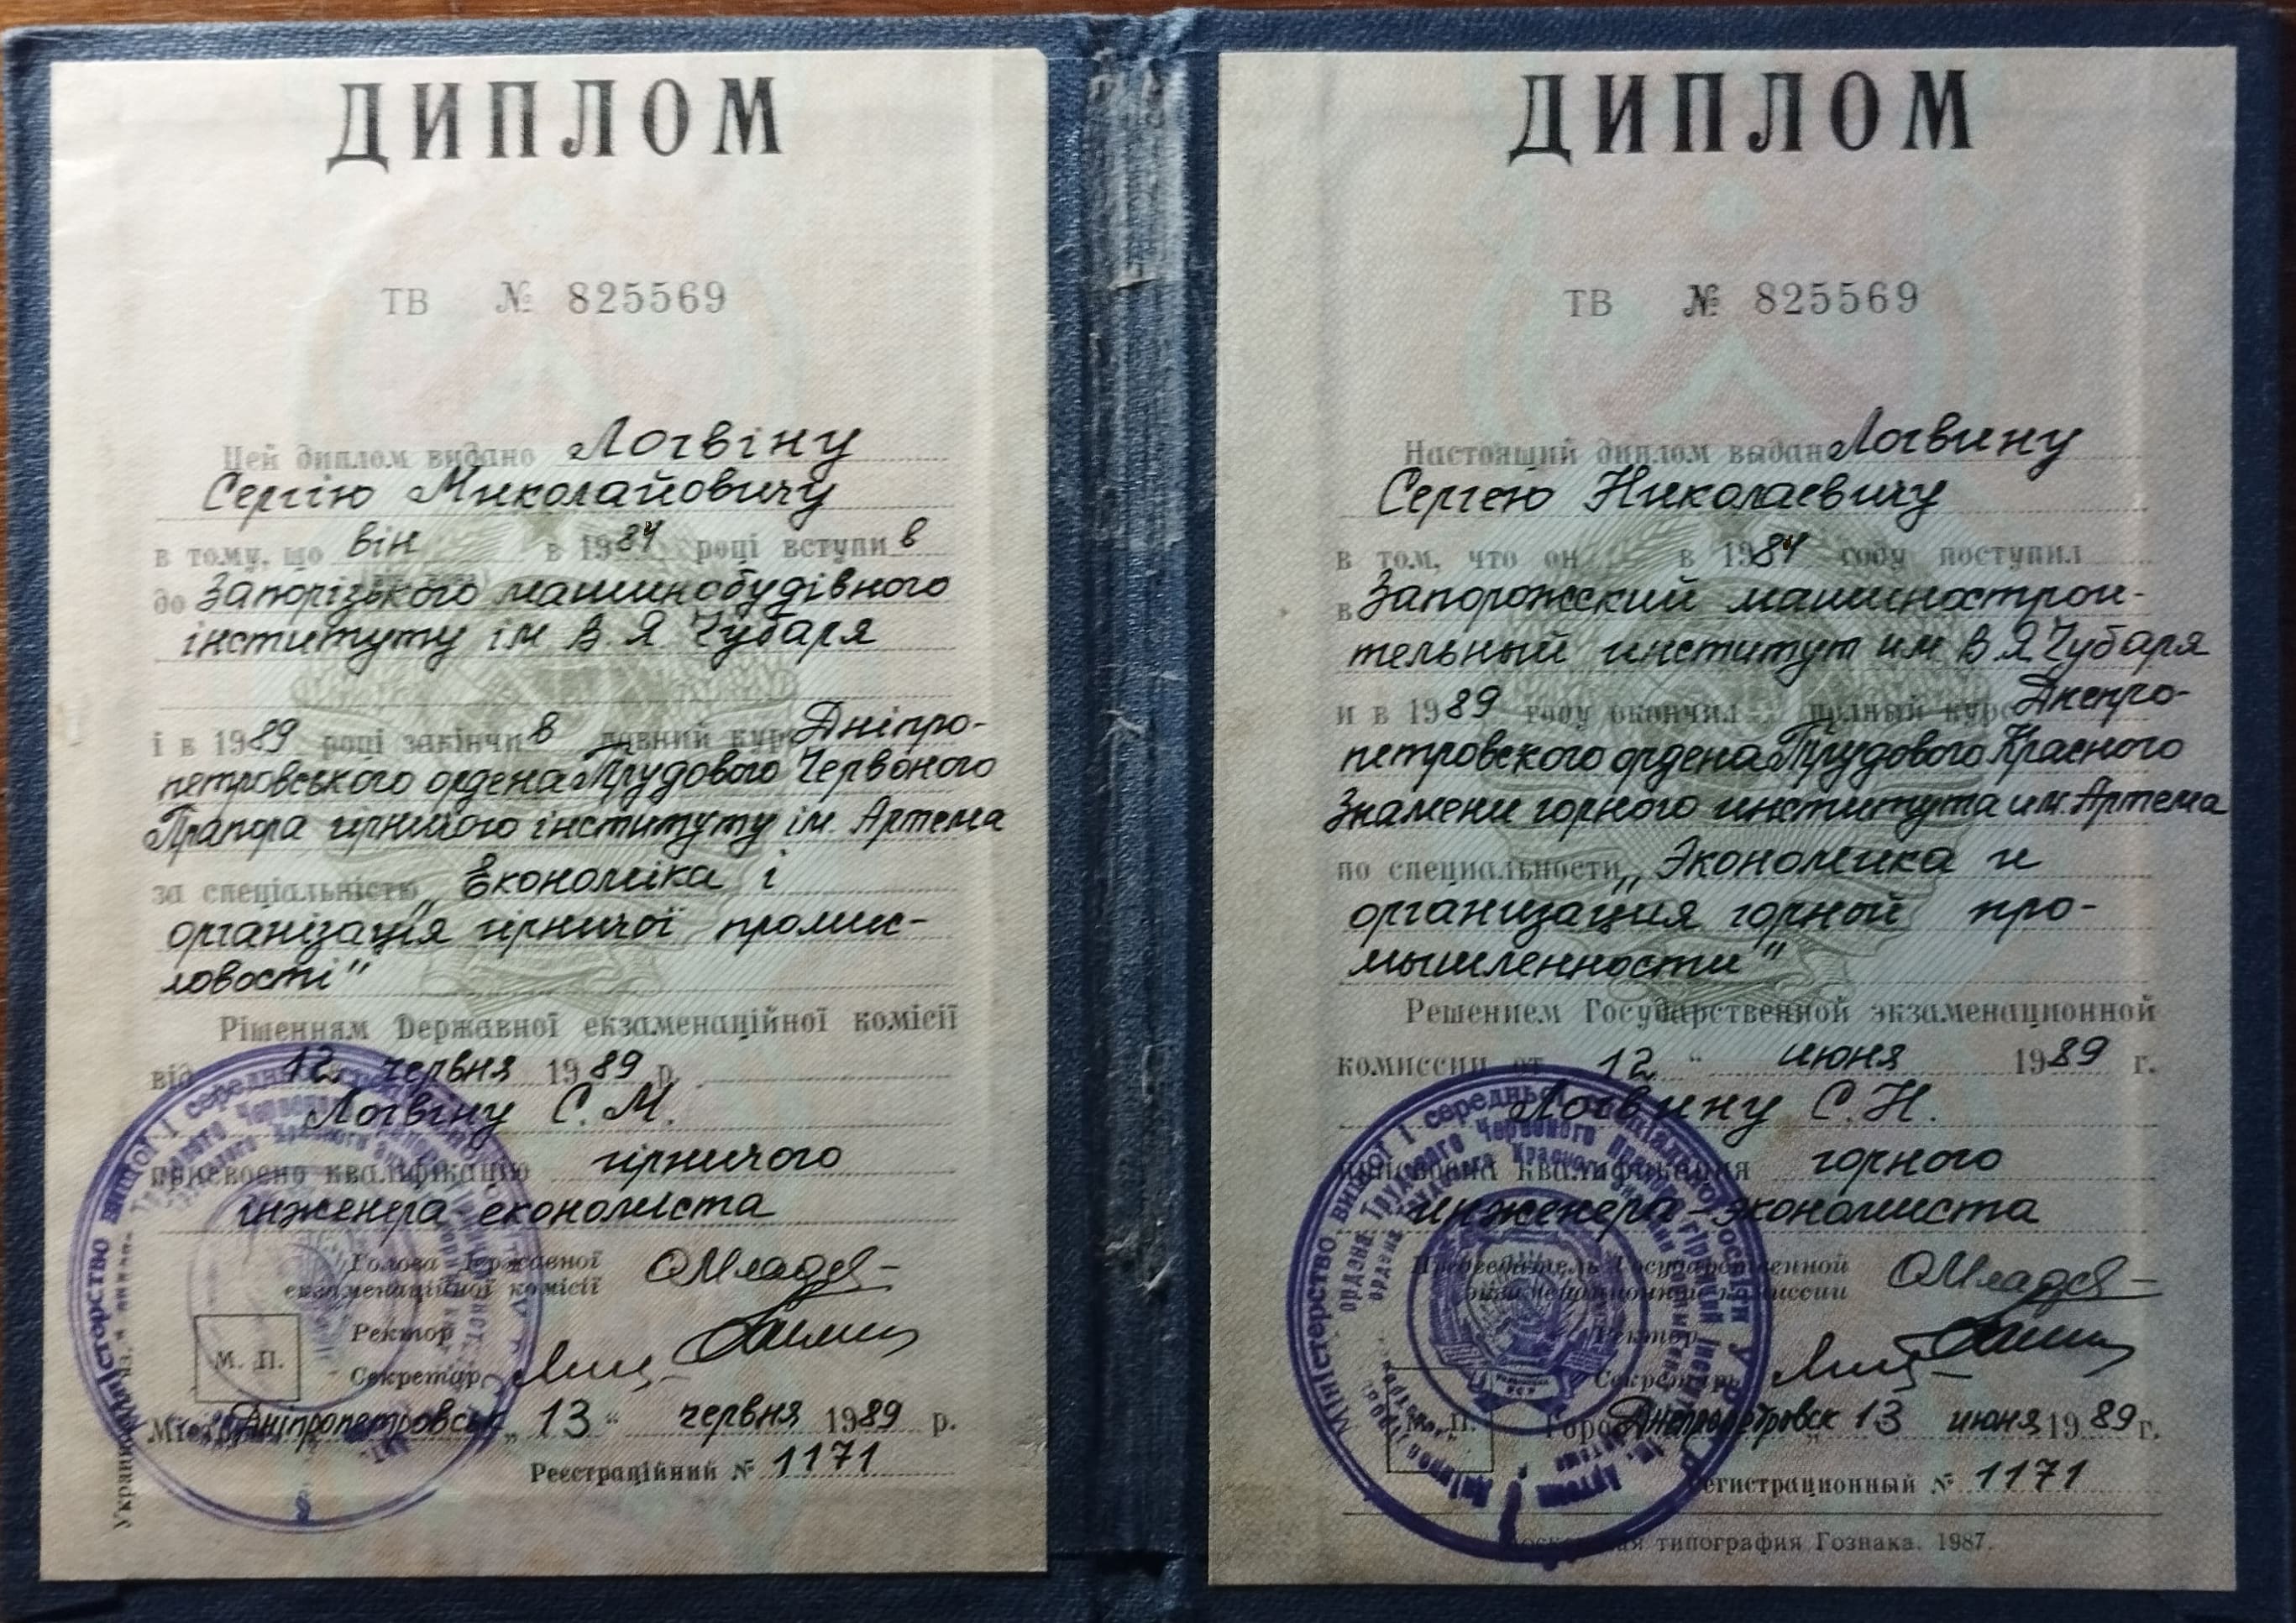 ДИПЛОМ
ТВ № 825569
Цей диплом видано Логвіну
Сергію Миколайовичу
в тому, що він в 1984 році вступив
до Запорізького машинобудівного
інституту ім В. Я. Чубаря
і в 1989 році закінчив повний курс Дніпро-
петровського ордена Трудового Червоного
Прапора гірничого інституту ім. Артема
за спеціальністю „Економіка і
організація гірничої промис-
ловості"
Рішенням Державної екзаменаційної комісії
від 12 червня 1989 р.
Логвіну С. М.
присвоєно кваліфікацію гірничого
інженера-економіста
Голова Державної
екзаменаційної комісії
Ректор
Секретар
М. П.
Місто Дніпропетровськ „13“ червня 1989 р.
Реєстраційний № 1171
ДИПЛОМ
ТВ № 825569
Настоящий диплом выдан Логвину
Сергею Николаевичу
в том, что он в 1984 году поступил
в Запорожский машиностои-
тельный институт им В. Я. Чубаря
и в 1989 году окончил полный курс Днепро-
петровского ордена Трудового Красного
Знамени горного института им. Артема
по специальности „Экономика и
организация горной про-
мышленности"
Решением Государственной экзаменационной
комиссии от 12 “ июня 1989 г.
Логвину С. Н.
присвоена квалификация горного
инженера-экономиста
Председатель Государственной
экзаменационной комиссии
Ректор
Секретарь
М. П.
Город Днепропетровск 13 июня 1989 г.
Регистрационный № 1171
Московская типография Гознака. 1987.